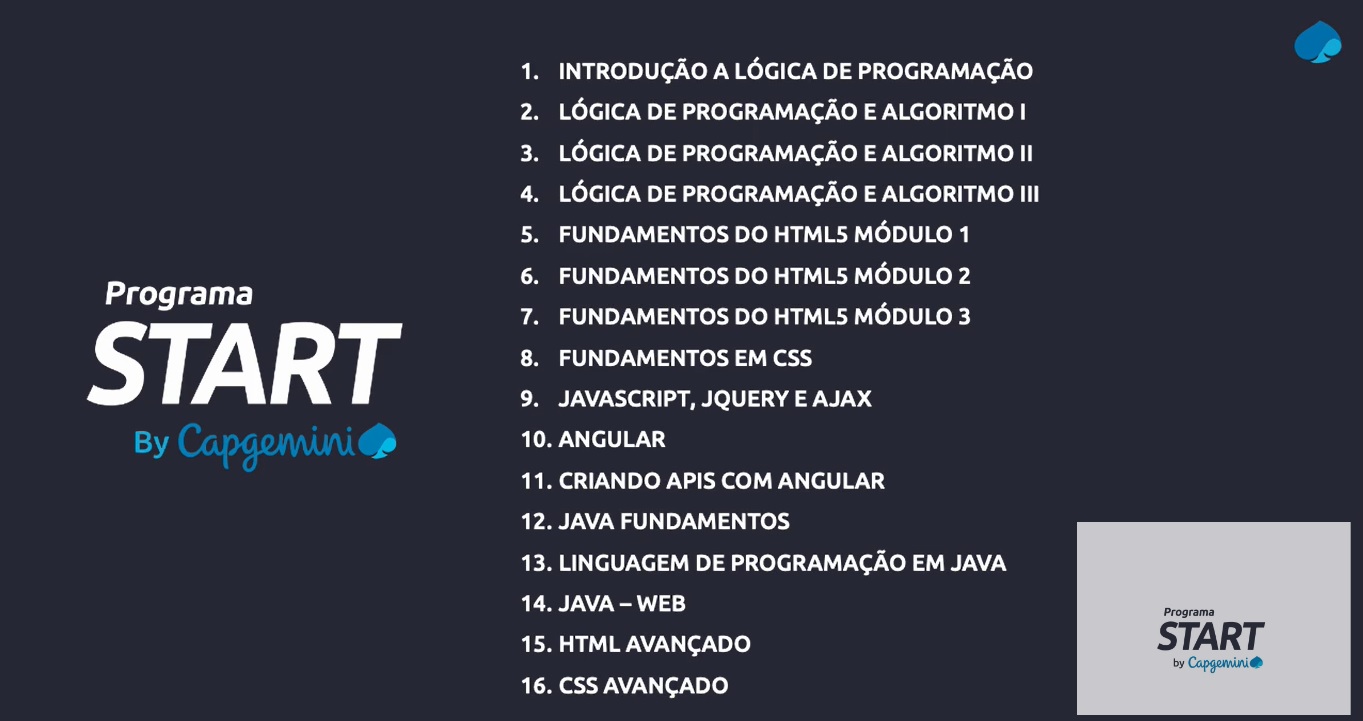 Programa
START
By Capgemini
1. INTRODUÇÃO A LÓGICA DE PROGRAMAÇÃO
2. LÓGICA DE PROGRAMAÇÃO E ALGORITMO I
3. LÓGICA DE PROGRAMAÇÃO E ALGORITMO II
4. LÓGICA DE PROGRAMAÇÃO E ALGORITMO III
5. FUNDAMENTOS DO HTML5 MÓDULO 1
6. FUNDAMENTOS DO HTML5 MÓDULO 2
7. FUNDAMENTOS DO HTML5 MÓDULO 3
8. FUNDAMENTOS EM CSS
9. JAVASCRIPT, JQUERY E AJAX
10. ANGULAR
11. CRIANDO APIS COM ANGULAR
12. JAVA FUNDAMENTOS
13. LINGUAGEM DE PROGRAMAÇÃO EM JAVA
14. JAVA – WEB
15. HTML AVANÇADO
16. CSS AVANÇADO
Programa
START
by Capgemini